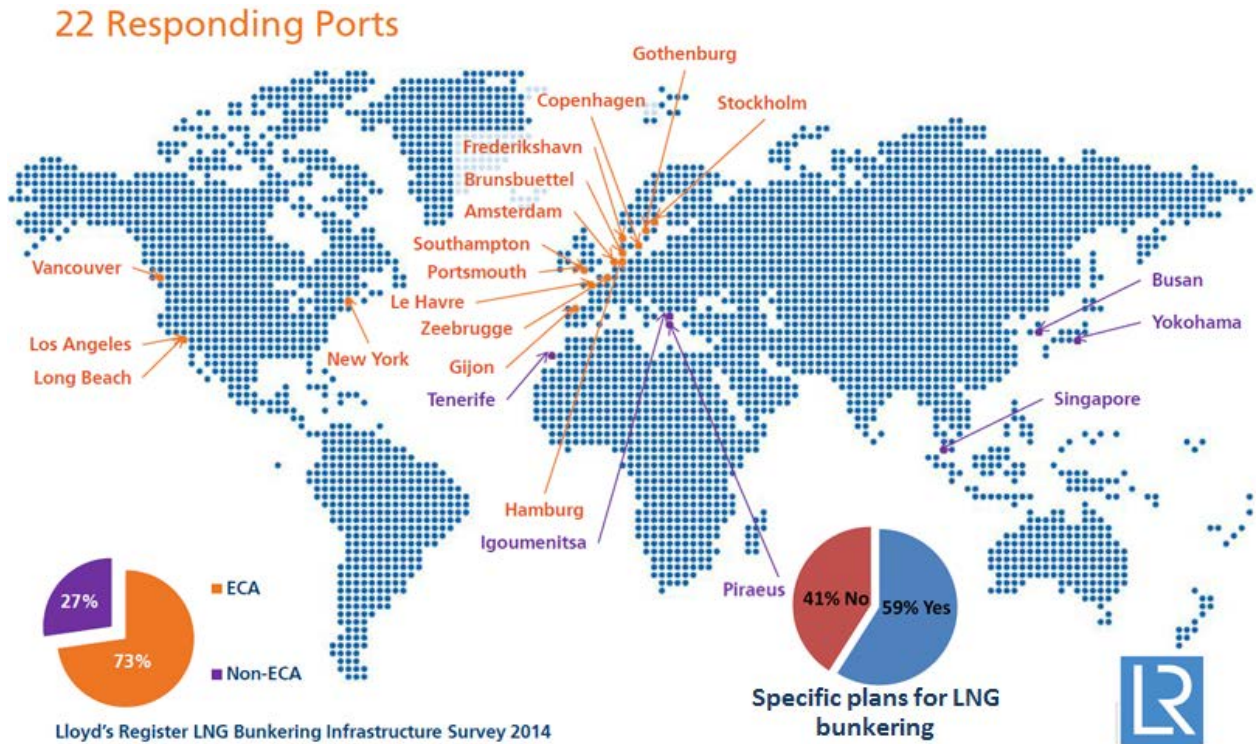 22 Responding Ports
Gothenburg
Copenhagen
Stockholm
Frederikshavn
Brunsbuettel
Amsterdam
Southampton
Vancouver
Portsmouth
Busan
Le Havre
Yokohama
Zeebrugge
Los Angeles
New York
Gijon
Long Beach
Tenerife
Singapore
Hamburg
Igoumenitsa
Piraeus
27%
ECA
41% No
59% Yes
73%
Non-ECA
Specific plans for LNG
bunkering
Lloyd's Register LNG Bunkering Infrastructure Survey 2014
LR